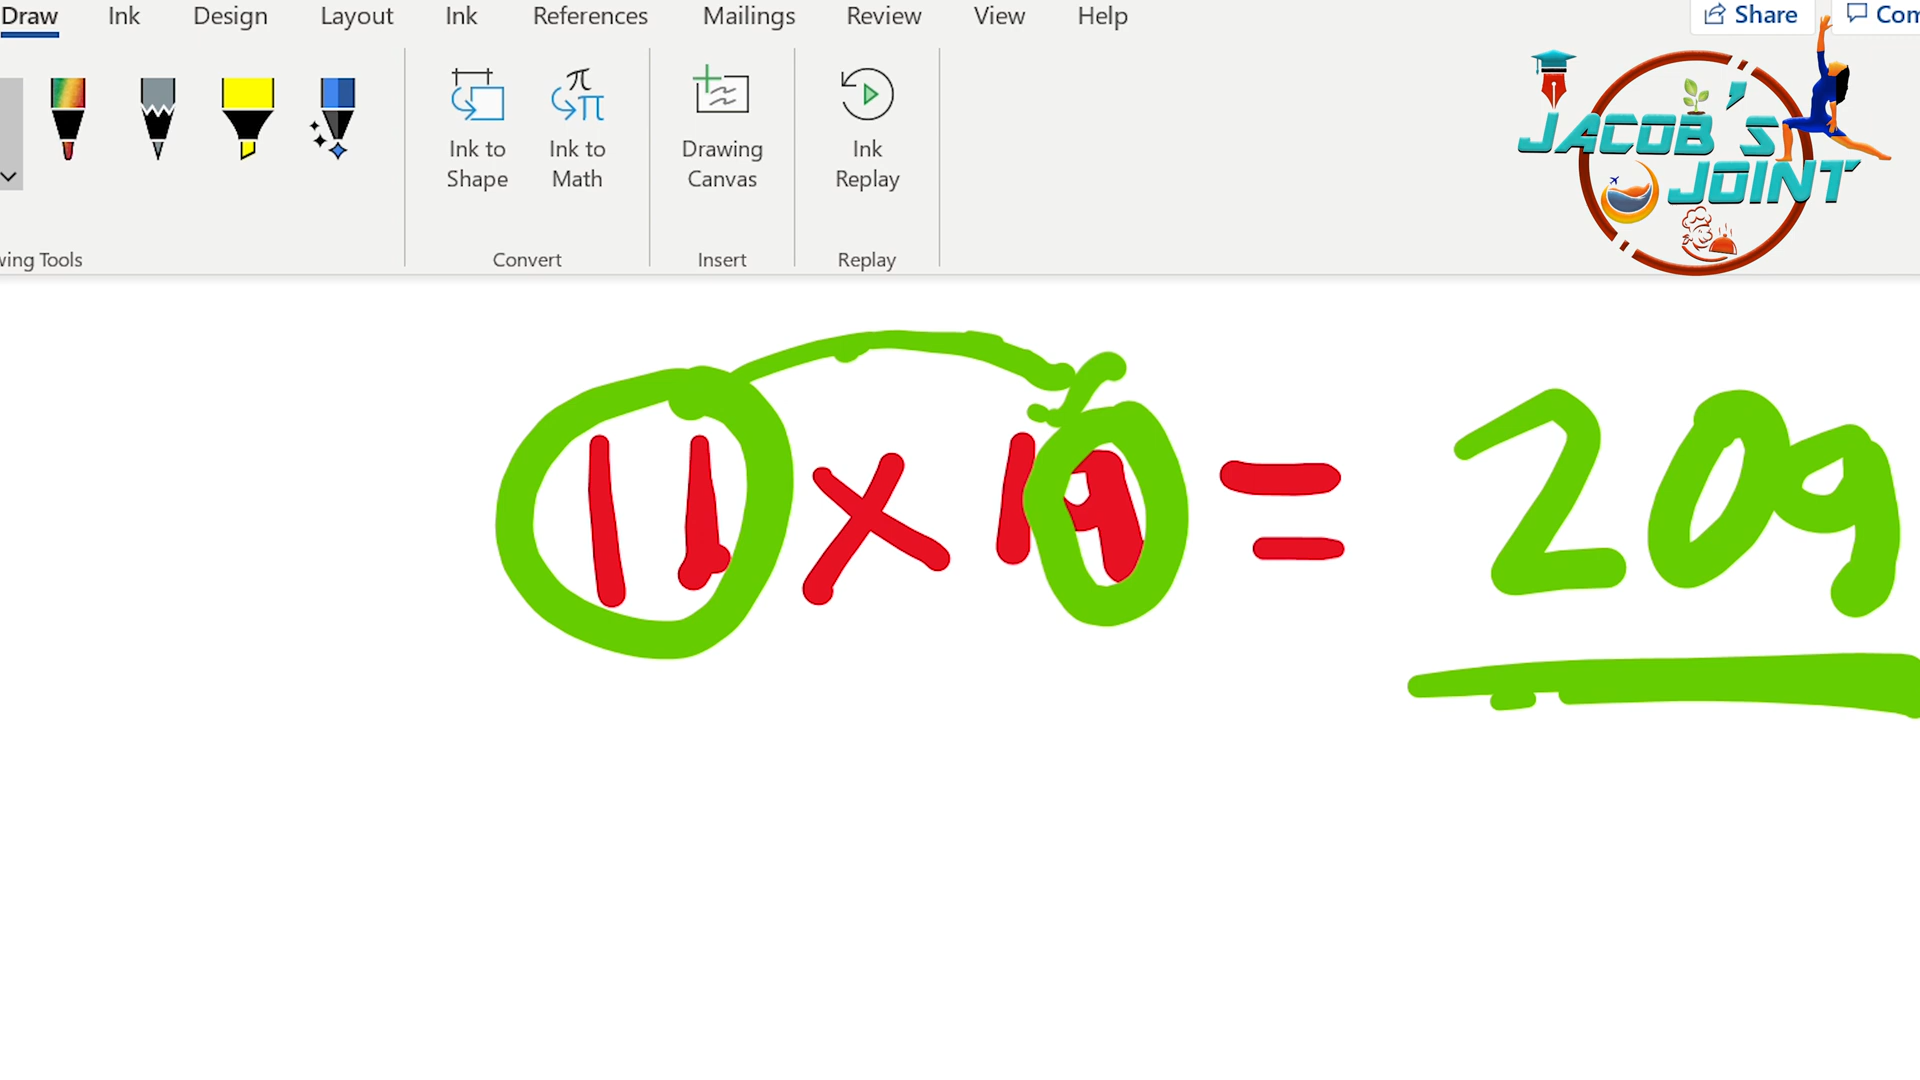 Draw Ink Design Layout Ink References Mailings Review View Help Share Com
Ink to Shape
Ink to Math
Drawing Canvas
Ink Replay
wing Tools Convert Insert Replay
JACOB'S
JOINT
11 × 19 = 209